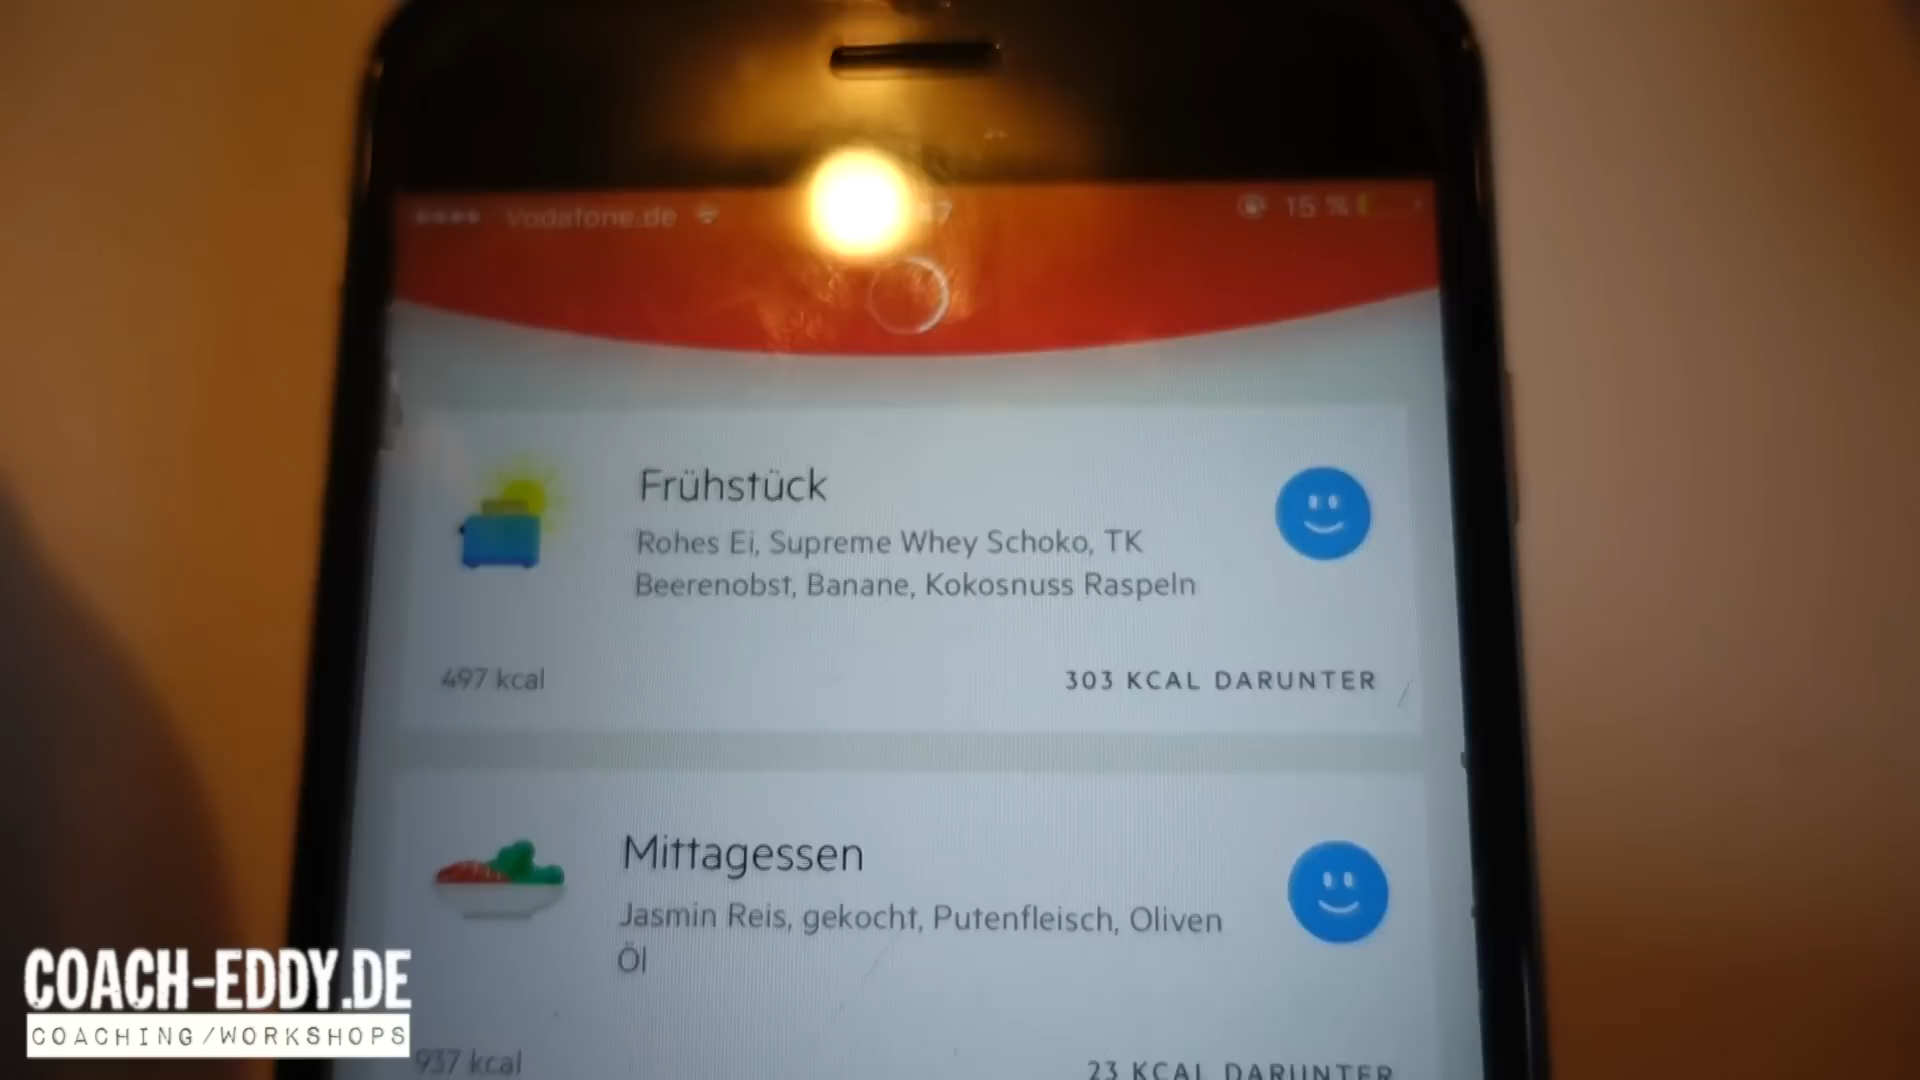 Vodafone.de 15 %
Frühstück
Rohes Ei, Supreme Whey Schoko, TK
Beerenobst, Banane, Kokosnuss Raspeln
497 kcal 303 KCAL DARUNTER
Mittagessen
Jasmin Reis, gekocht, Putenfleisch, Oliven
Öl
937 kcal 23 KCAL DARUNTER
COACH-EDDY.DE
COACHING/WORKSHOPS